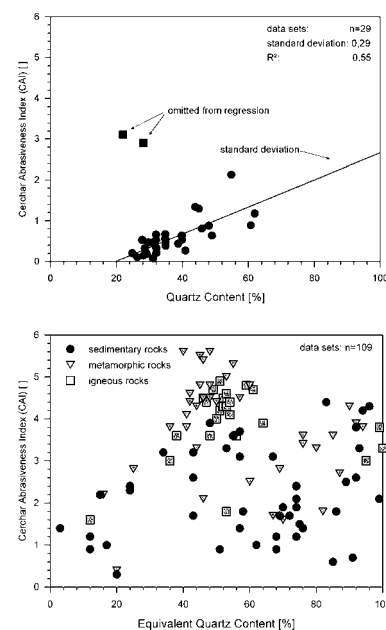 6
5
4
3
2
1
0
Cerchar Abrasiveness Index (CAI) [ ]
data sets: n=29
standard deviation: 0,29
R²: 0,55
omitted from regression
standard deviation
0 20 40 60 80 100
Quartz Content [%]
6
5
4
3
2
1
0
Cerchar Abrasiveness Index (CAI) [ ]
sedimentary rocks
metamorphic rocks
igneous rocks
data sets: n=109
0 20 40 60 80 100
Equivalent Quartz Content [%]